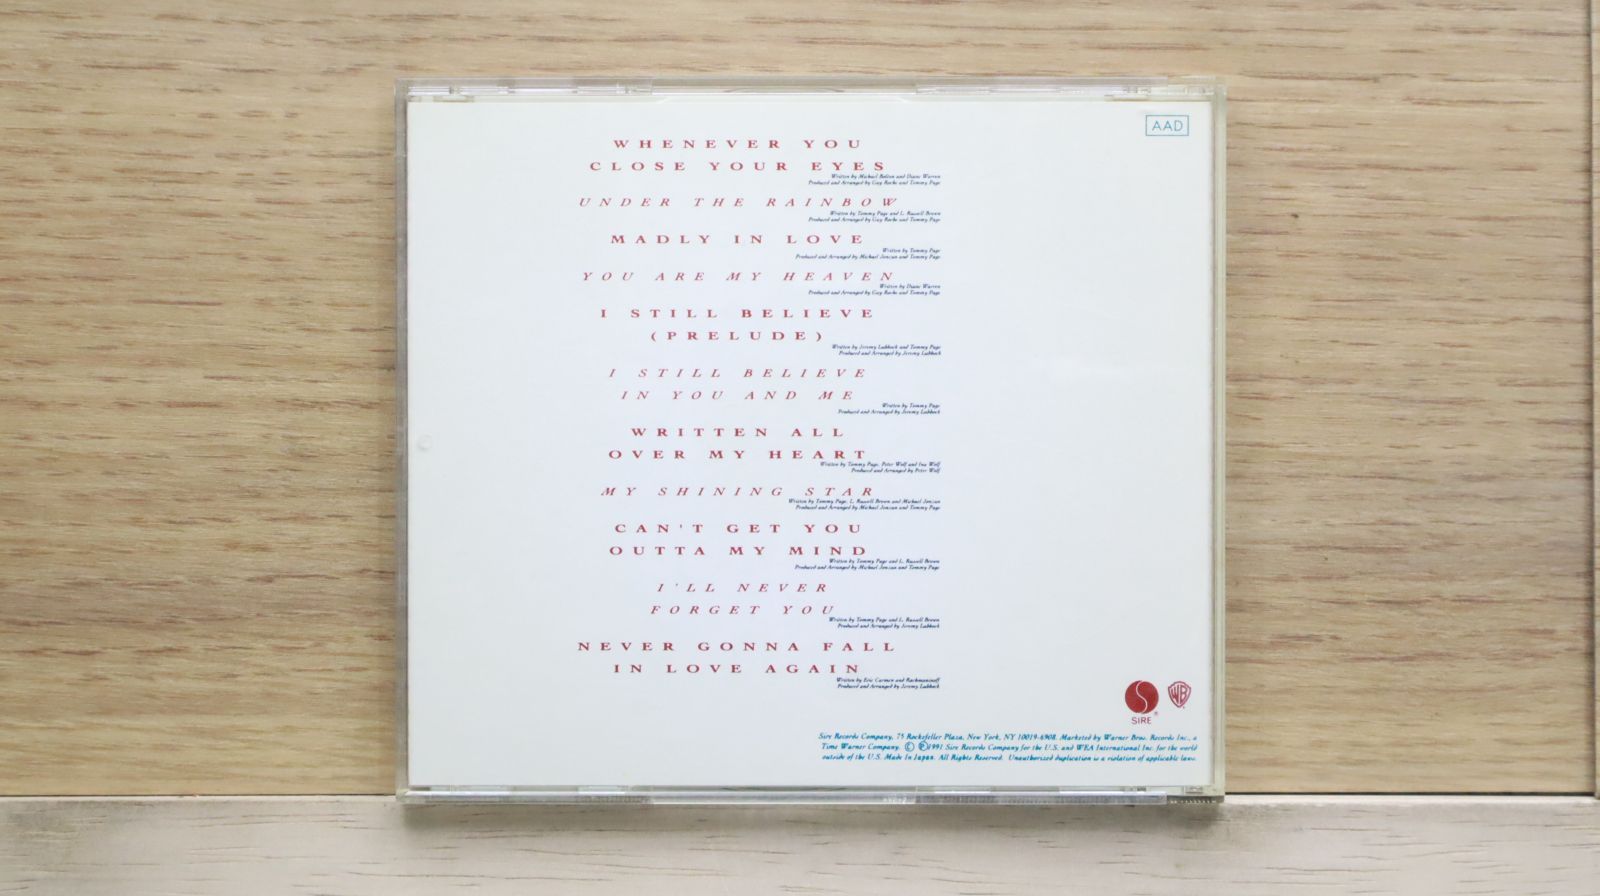 AAD
WHENEVER YOU
CLOSE YOUR EYES
Written by Michael Bolton and Diane Warren
Produced and Arranged by Guy Roche and Tommy Page
UNDER THE RAINBOW
Written by Tommy Page and L. Russell Brown
Produced and Arranged by Guy Roche and Tommy Page
MADLY IN LOVE
Written by Tommy Page
Produced and Arranged by Michael Jonzun and Tommy Page
YOU ARE MY HEAVEN
Written by Diane Warren
Produced and Arranged by Guy Roche and Tommy Page
I STILL BELIEVE
(PRELUDE)
Written by Jeremy Lubbock and Tommy Page
Produced and Arranged by Jeremy Lubbock
I STILL BELIEVE
IN YOU AND ME
Written by Tommy Page
Produced and Arranged by Jeremy Lubbock
WRITTEN ALL
OVER MY HEART
Written by Tommy Page, Peter Wolf and Ina Wolf
Produced and Arranged by Peter Wolf
MY SHINING STAR
Written by Tommy Page, L. Russell Brown and Michael Jonzun
Produced and Arranged by Michael Jonzun and Tommy Page
CAN'T GET YOU
OUTTA MY MIND
Written by Tommy Page and L. Russell Brown
Produced and Arranged by Michael Jonzun and Tommy Page
I'LL NEVER
FORGET YOU
Written by Tommy Page and L. Russell Brown
Produced and Arranged by Jeremy Lubbock
NEVER GONNA FALL
IN LOVE AGAIN
Written by Eric Carmen and Rachmaninoff
Produced and Arranged by Jeremy Lubbock
SIRE ®
WB
Sire Records Company, 75 Rockefeller Plaza, New York, NY 10019-6908. Marketed by Warner Bros. Records Inc., a
Time Warner Company. © ℗1991 Sire Records Company for the U.S. and WEA International Inc. for the world
outside of the U.S. Made In Japan. All Rights Reserved. Unauthorized duplication is a violation of applicable laws.